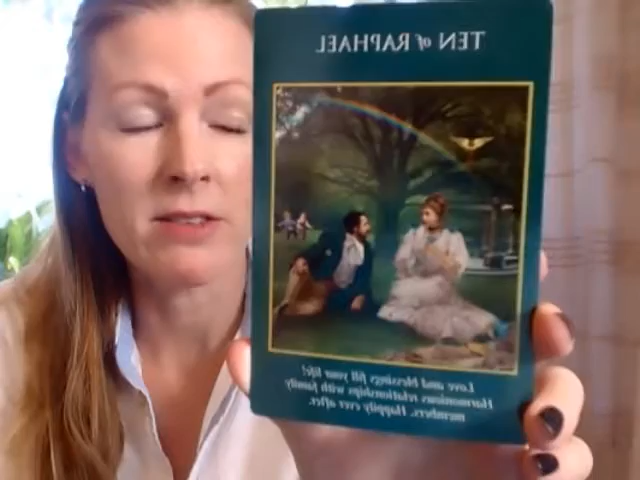 TEN of RAPHAEL
Love and blessings fill your life!
Harmonious relationships with family
members. Happily ever after.